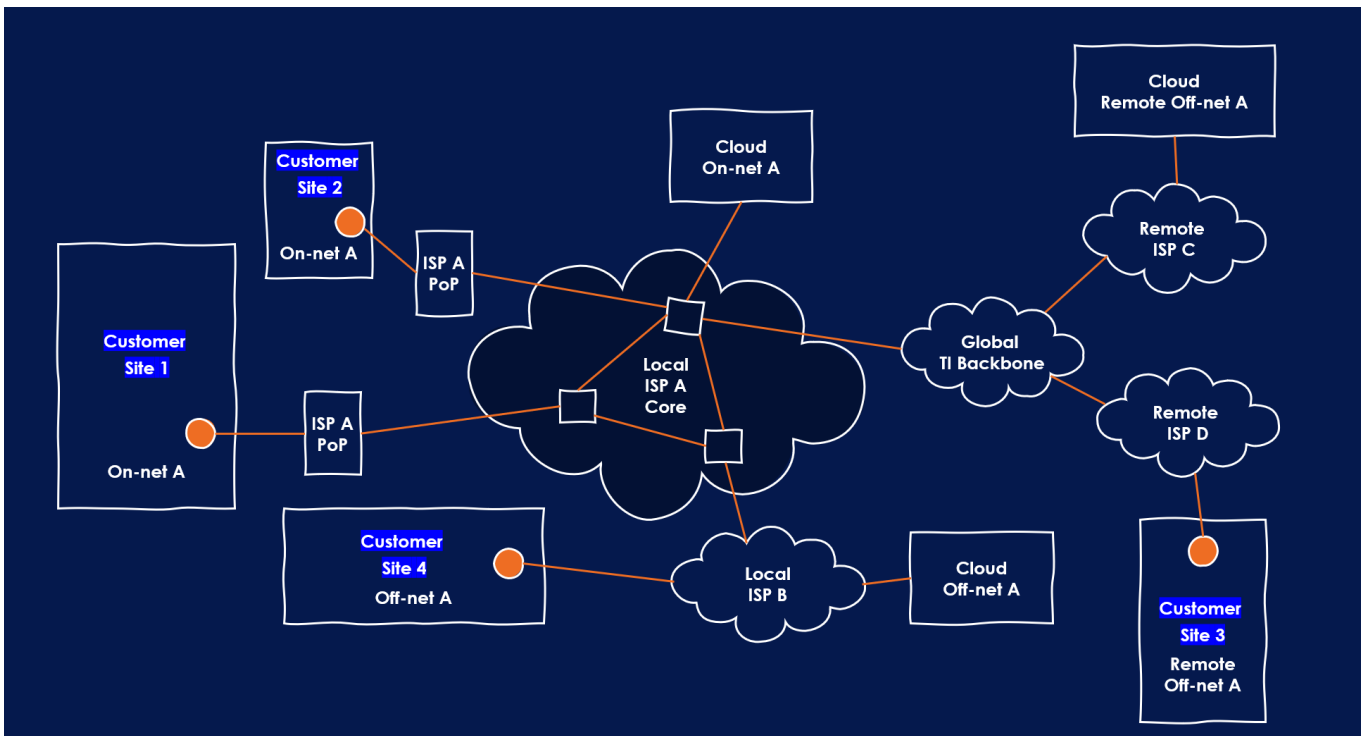 Cloud
Remote Off-net A
Cloud
On-net A
Customer
Site 2
On-net A
ISP A
PoP
Remote
ISP C
Customer
Site 1
On-net A
ISP A
PoP
Local
ISP A
Core
Global
TI Backbone
Remote
ISP D
Customer
Site 4
Off-net A
Local
ISP B
Cloud
Off-net A
Customer
Site 3
Remote
Off-net A